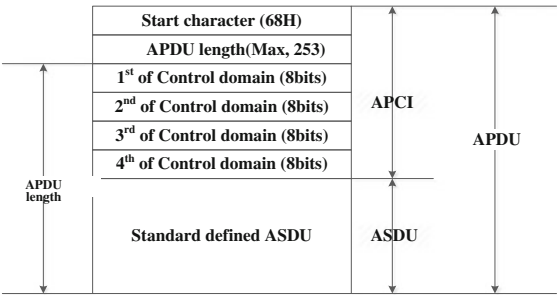 Start character (68H)
APDU length(Max, 253)
1st of Control domain (8bits)
2nd of Control domain (8bits)
3rd of Control domain (8bits)
4th of Control domain (8bits)
Standard defined ASDU
APDU
length
APCI
ASDU
APDU